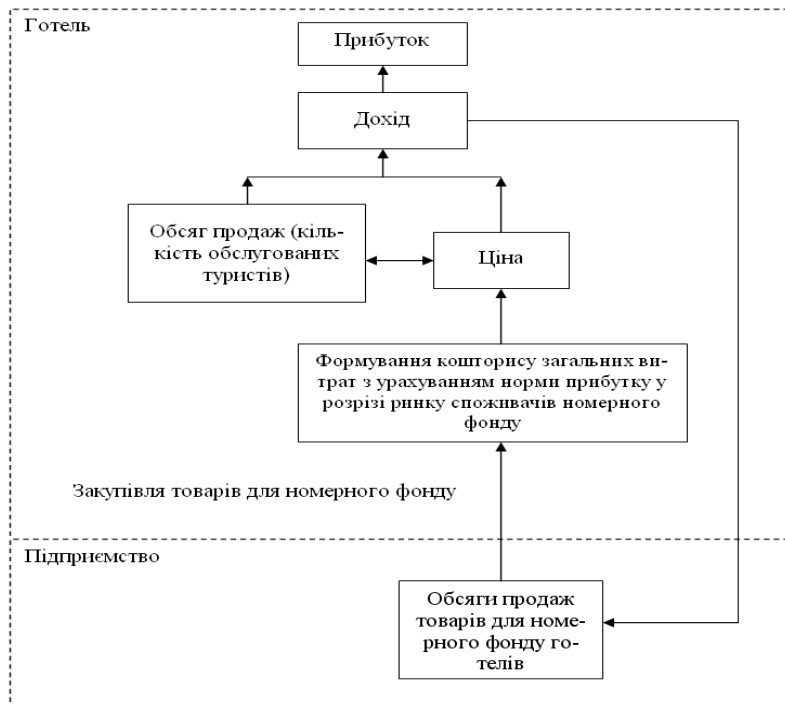 Готель
Прибуток
Дохід
Обсяг продаж (кіль-
кість обслугованих
туристів)
Ціна
Формування кошторису загальних ви-
трат з урахуванням норми прибутку у
розрізі ринку споживачів номерного
фонду
Закупівля товарів для номерного фонду
Підприємство
Обсяги продаж
товарів для номе-
рного фонду го-
телів